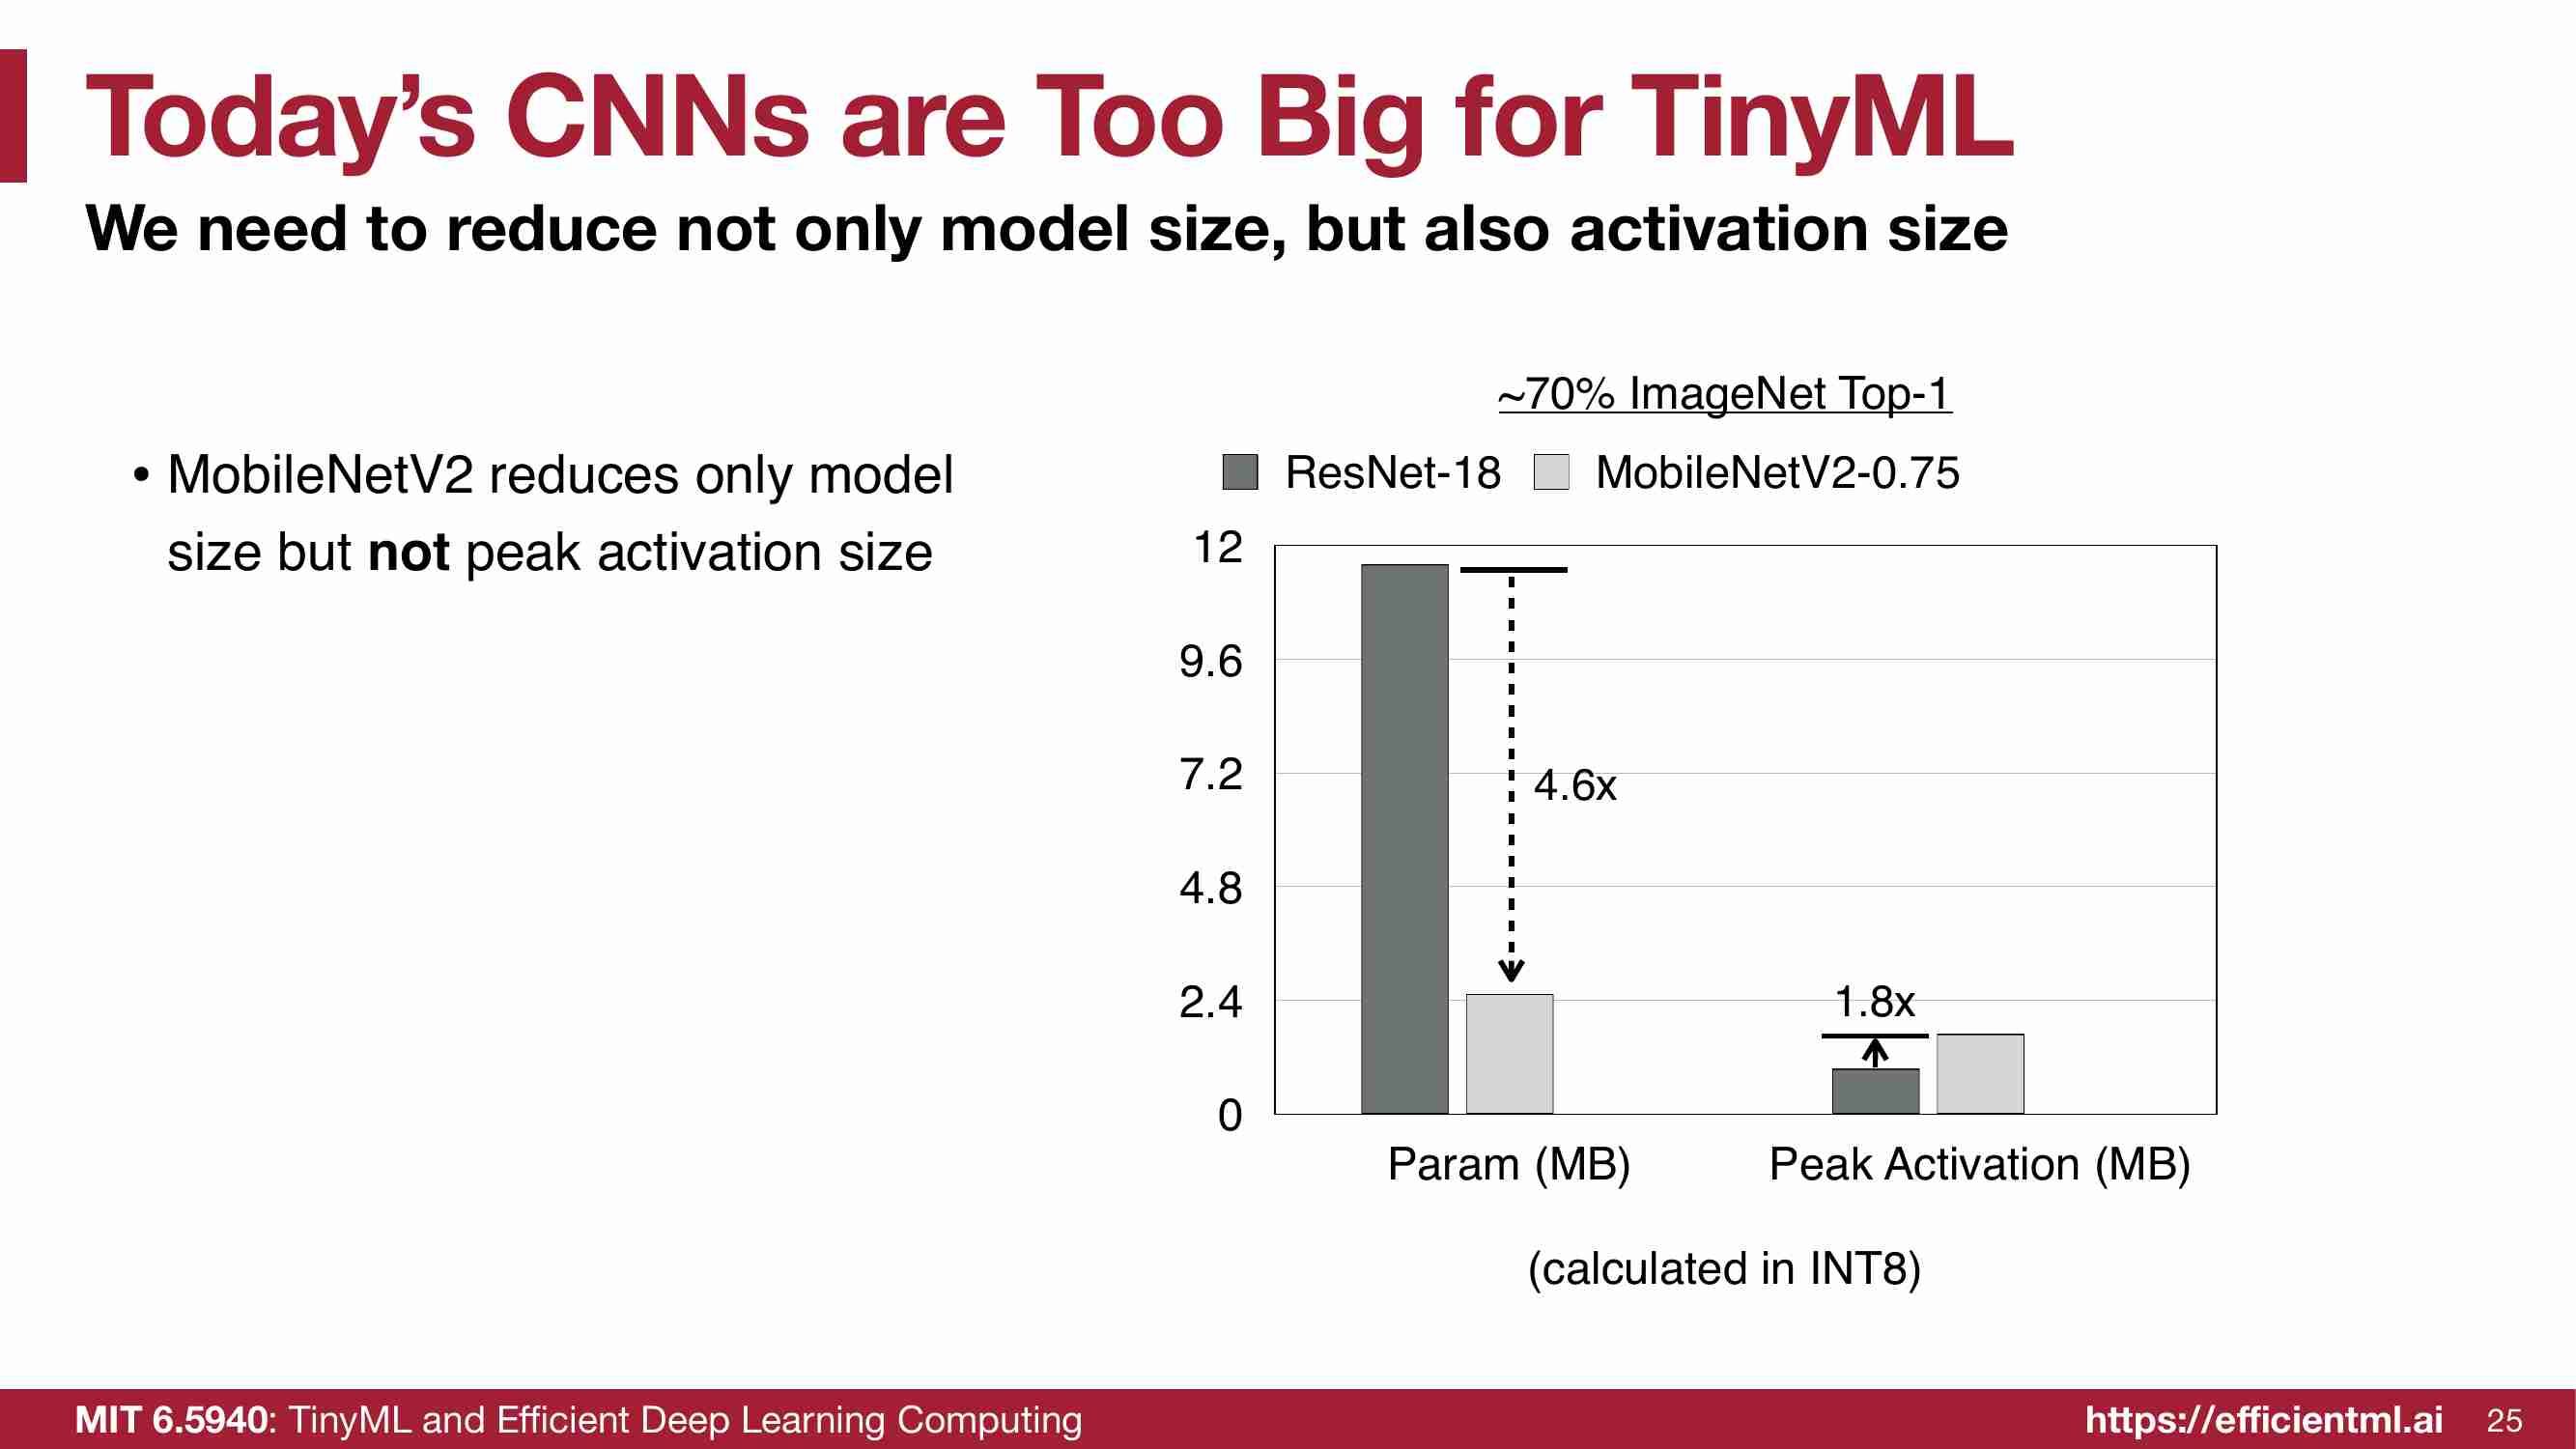 Today’s CNNs are Too Big for TinyML
We need to reduce not only model size, but also activation size
• MobileNetV2 reduces only model
size but not peak activation size
~70% ImageNet Top-1
ResNet-18 MobileNetV2-0.75
12
9.6
7.2
4.8
2.4
0
4.6x
1.8x
Param (MB) Peak Activation (MB)
(calculated in INT8)
MIT 6.5940: TinyML and Efficient Deep Learning Computing
https://efficientml.ai 25